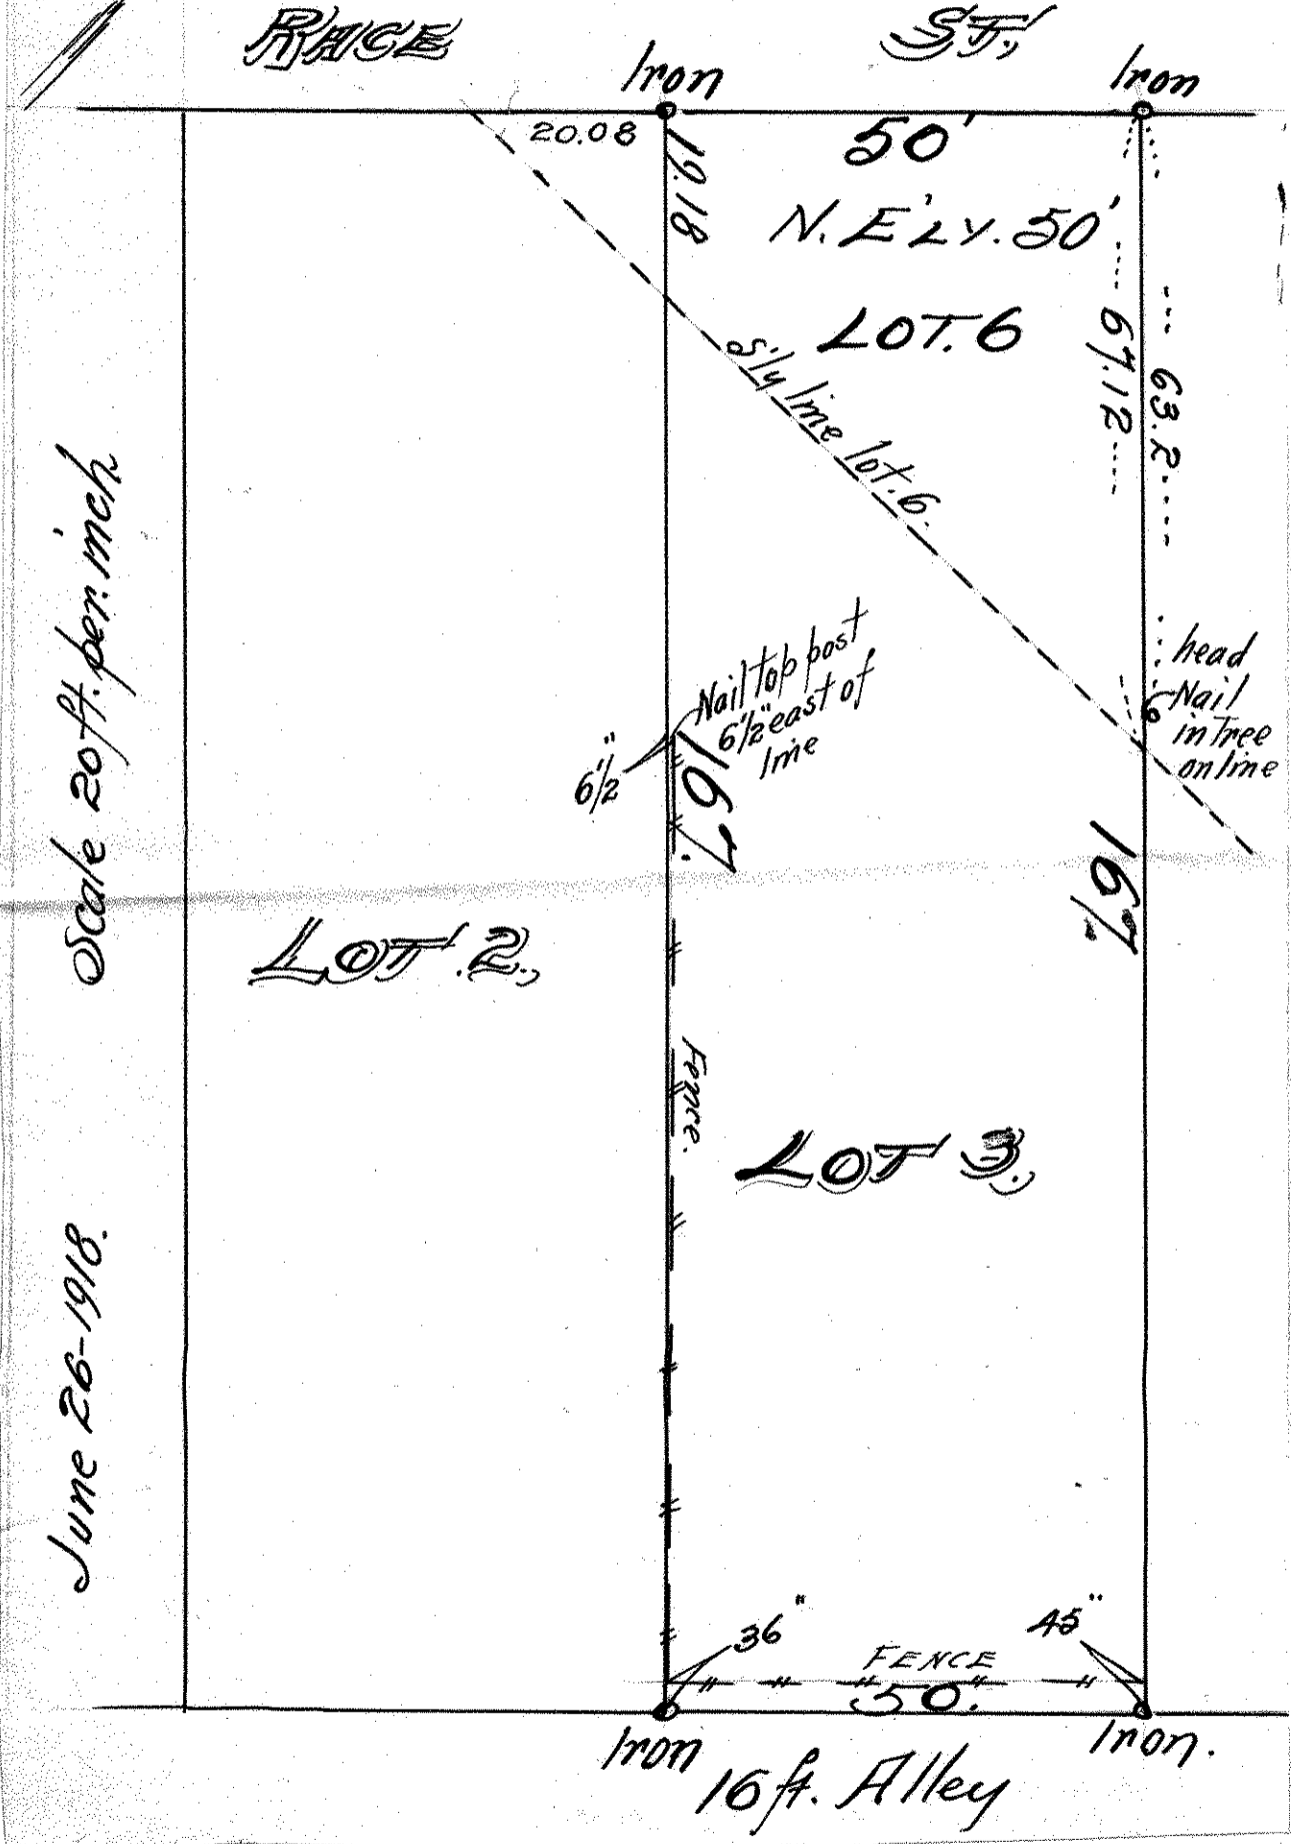 RACE ST.
Iron
Iron
20.08
50'
19.18
N. E'LY. 50'
LOT. 6
67.12
63.2
S'ly line lot. 6.
Scale 20 ft. per. inch
Nail top post
6½" east of
line
6½"
head
Nail
in Tree
on line
167.
167.
LOT. 2.
Fence.
LOT 3.
June 26-1918.
36"
45"
FENCE
50.
Iron
Iron.
16 ft. Alley